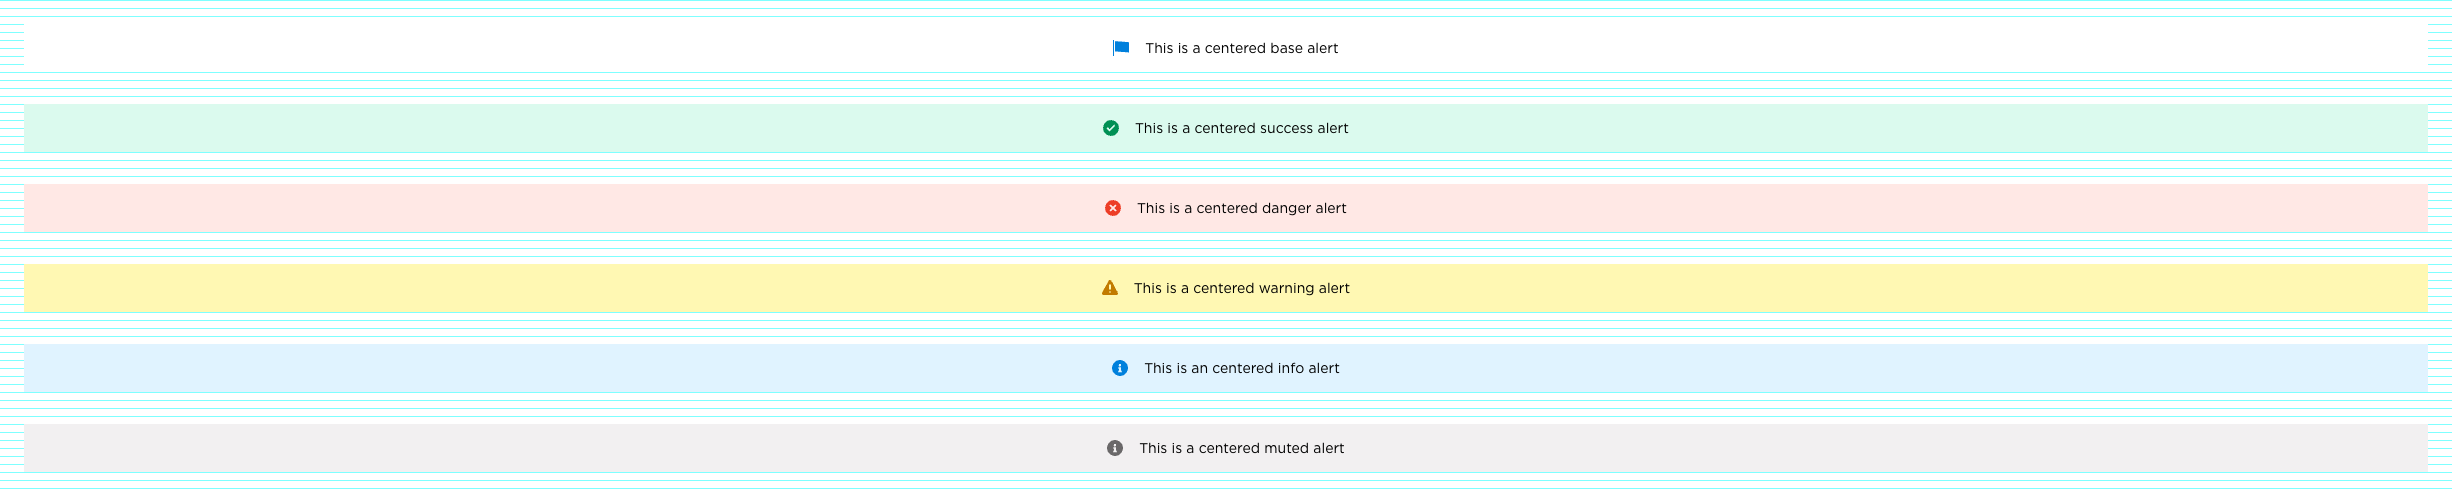 This is a centered base alert
This is a centered success alert
This is a centered danger alert
This is a centered warning alert
This is an centered info alert
This is a centered muted alert